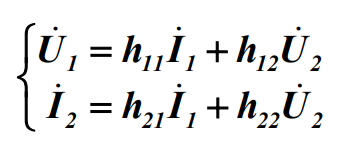 U̇₁ = h₁₁İ₁ + h₁₂U̇₂
İ₂ = h₂₁İ₁ + h₂₂U̇₂